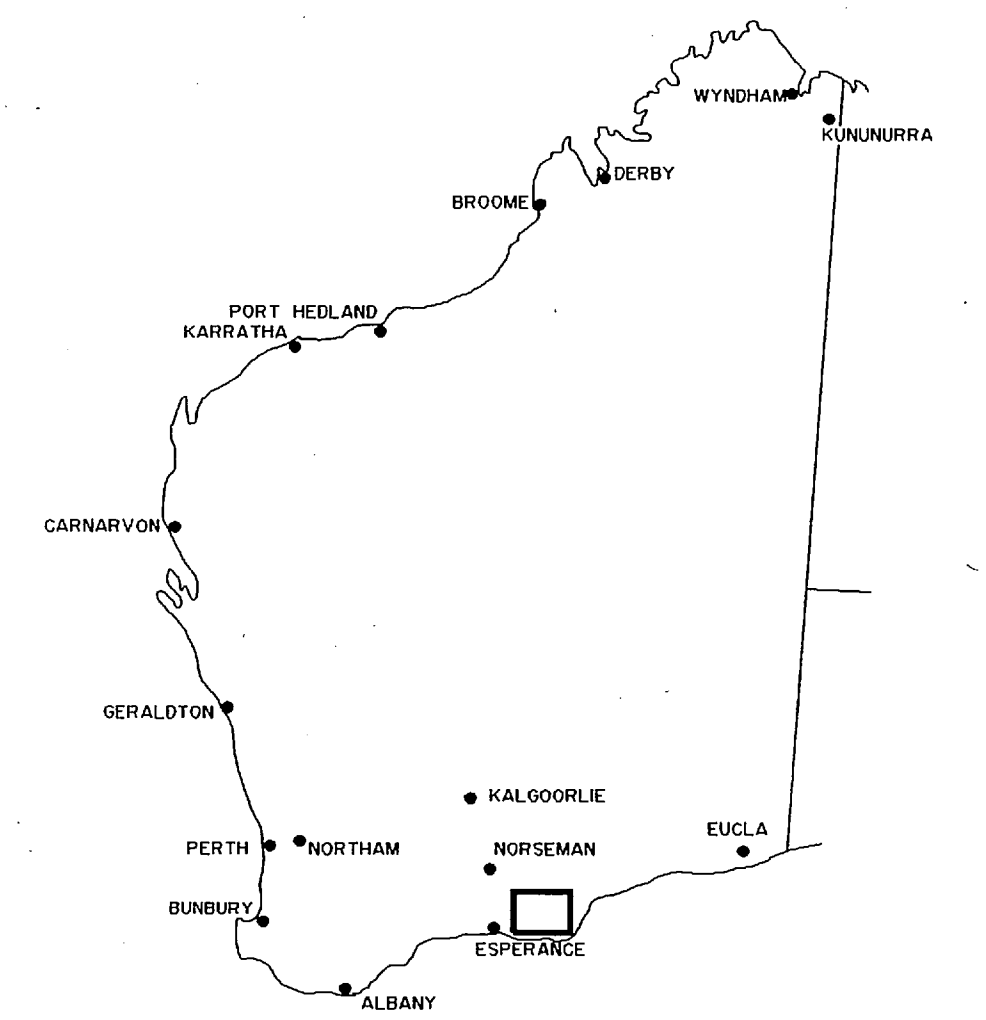 WYNDHAM
KUNUNURRA
DERBY
BROOME
PORT HEDLAND
KARRATHA
CARNARVON
GERALDTON
KALGOORLIE
EUCLA
PERTH
NORTHAM
NORSEMAN
BUNBURY
ESPERANCE
ALBANY